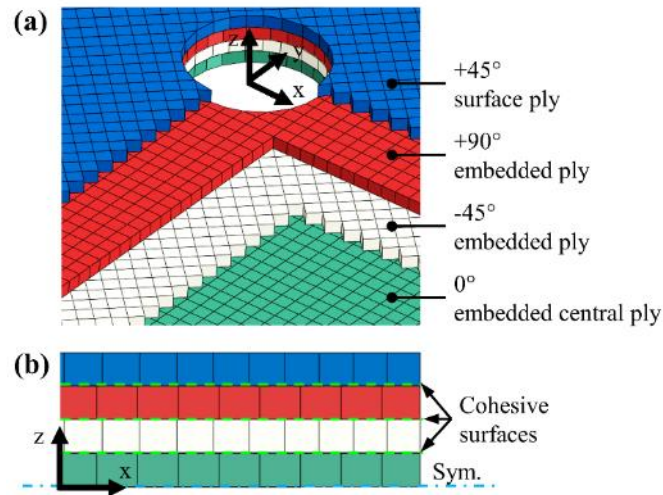 (a)
z
y
x
+45°
surface ply
+90°
embedded ply
-45°
embedded ply
0°
embedded central ply
(b)
z
x
Cohesive
surfaces
Sym.